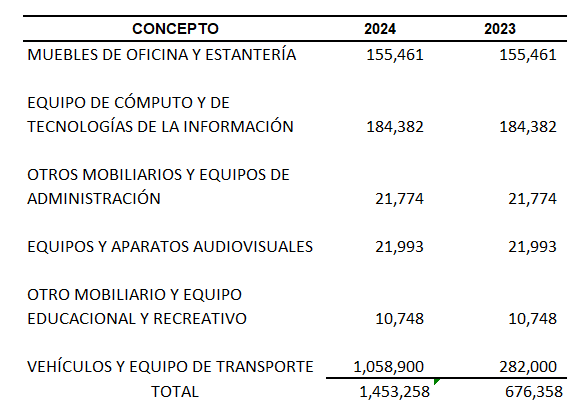 CONCEPTO 2024 2023
MUEBLES DE OFICINA Y ESTANTERÍA 155,461 155,461
EQUIPO DE CÓMPUTO Y DE
TECNOLOGÍAS DE LA INFORMACIÓN 184,382 184,382
OTROS MOBILIARIOS Y EQUIPOS DE
ADMINISTRACIÓN 21,774 21,774
EQUIPOS Y APARATOS AUDIOVISUALES 21,993 21,993
OTRO MOBILIARIO Y EQUIPO
EDUCACIONAL Y RECREATIVO 10,748 10,748
VEHÍCULOS Y EQUIPO DE TRANSPORTE 1,058,900 282,000
TOTAL 1,453,258 676,358